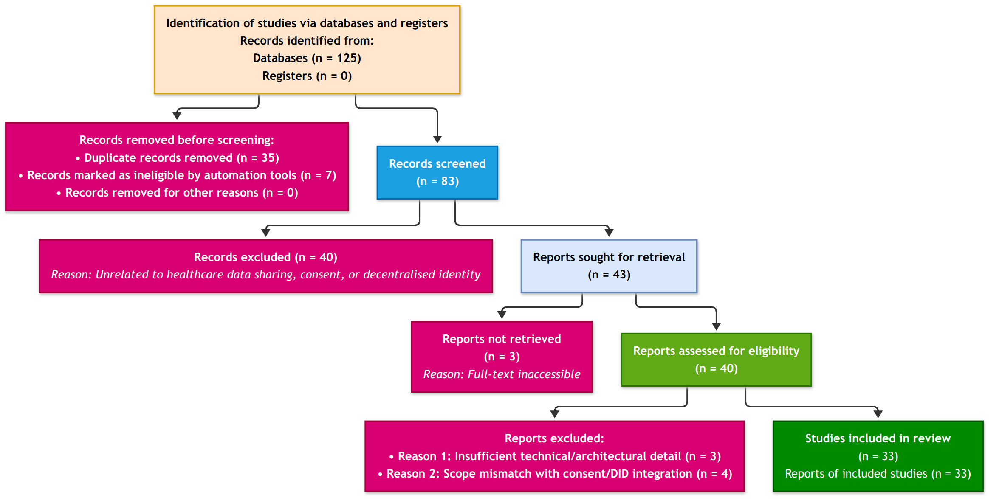 Identification of studies via databases and registers
Records identified from:
Databases (n = 125)
Registers (n = 0)
Records removed before screening:
• Duplicate records removed (n = 35)
• Records marked as ineligible by automation tools (n = 7)
• Records removed for other reasons (n = 0)
Records screened
(n = 83)
Records excluded (n = 40)
Reason: Unrelated to healthcare data sharing, consent, or decentralised identity
Reports sought for retrieval
(n = 43)
Reports not retrieved
(n = 3)
Reason: Full-text inaccessible
Reports assessed for eligibility
(n = 40)
Reports excluded:
• Reason 1: Insufficient technical/architectural detail (n = 3)
• Reason 2: Scope mismatch with consent/DID integration (n = 4)
Studies included in review
(n = 33)
Reports of included studies (n = 33)